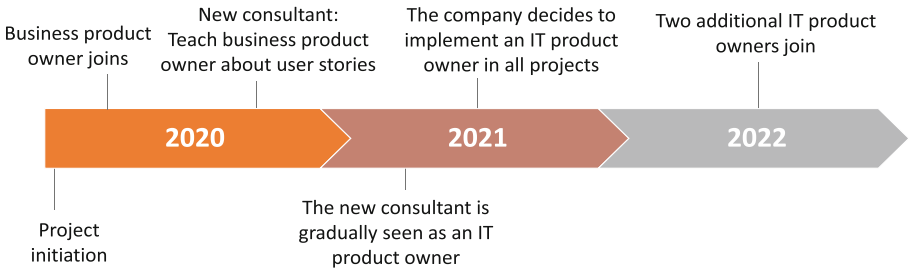 Business product
owner joins
New consultant:
Teach business product
owner about user stories
The company decides to
implement an IT product
owner in all projects
Two additional IT product
owners join
2020
2021
2022
Project
initiation
The new consultant is
gradually seen as an IT
product owner